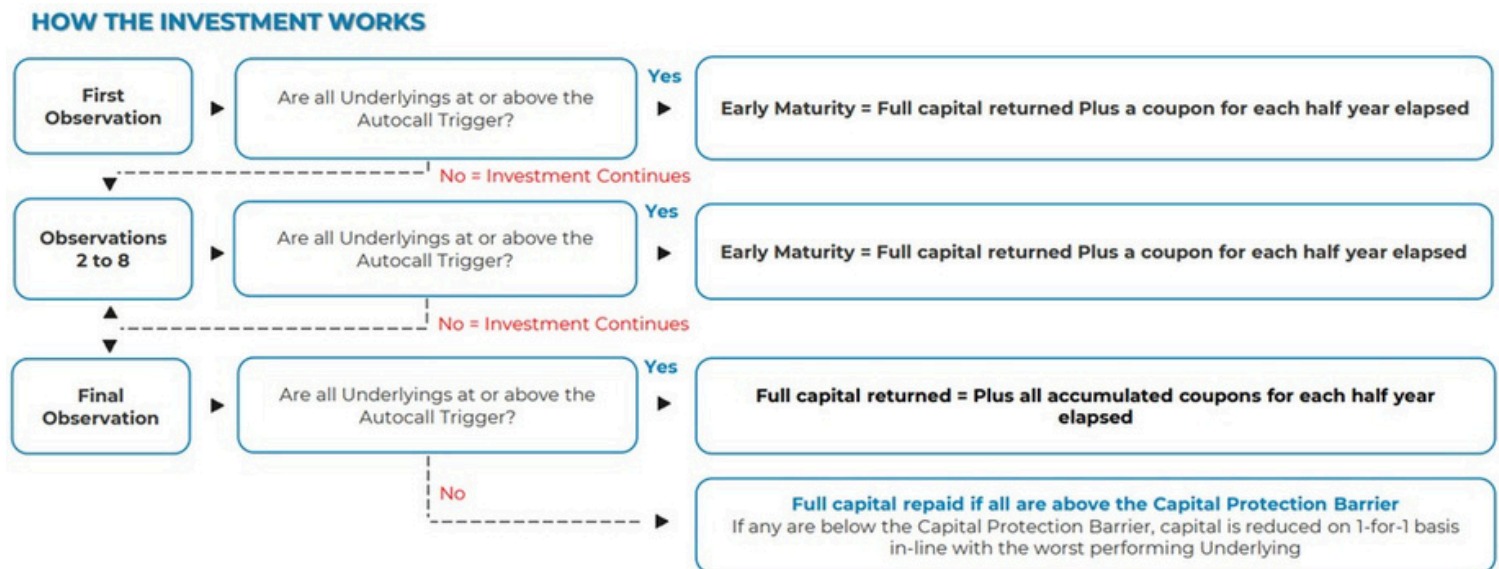 HOW THE INVESTMENT WORKS
First
Observation
Are all Underlyings at or above the
Autocall Trigger?
Yes
Early Maturity = Full capital returned Plus a coupon for each half year elapsed
No = Investment Continues
Observations
2 to 8
Are all Underlyings at or above the
Autocall Trigger?
Yes
Early Maturity = Full capital returned Plus a coupon for each half year elapsed
No = Investment Continues
Final
Observation
Are all Underlyings at or above the
Autocall Trigger?
Yes
Full capital returned = Plus all accumulated coupons for each half year
elapsed
No
Full capital repaid if all are above the Capital Protection Barrier
If any are below the Capital Protection Barrier, capital is reduced on 1-for-1 basis
in-line with the worst performing Underlying